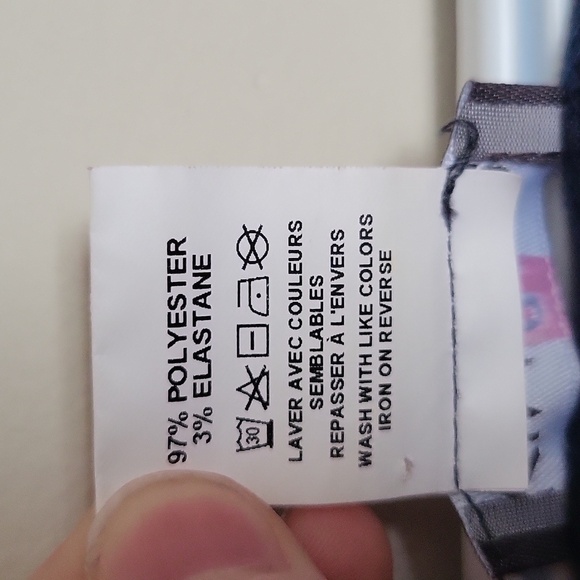 97% POLYESTER
3% ELASTANE
30
LAVER AVEC COULEURS
SEMBLABLES
REPASSER À L'ENVERS
WASH WITH LIKE COLORS
IRON ON REVERSE